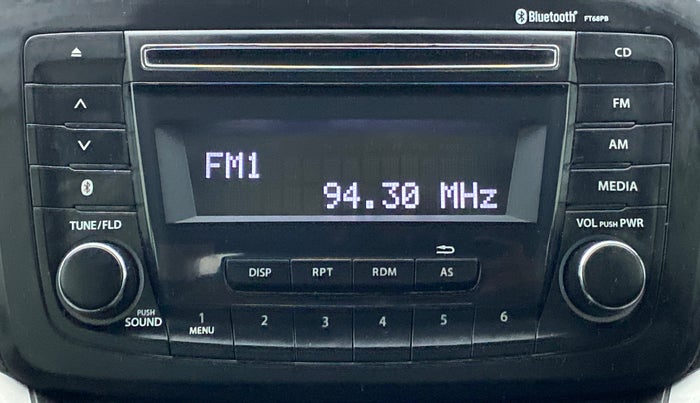 Bluetooth® FT68PB
CD
FM
AM
MEDIA
FM1
94.30 MHz
TUNE/FLD
VOL PUSH PWR
DISP RPT RDM AS
PUSH
SOUND
1 2 3 4 5 6
MENU